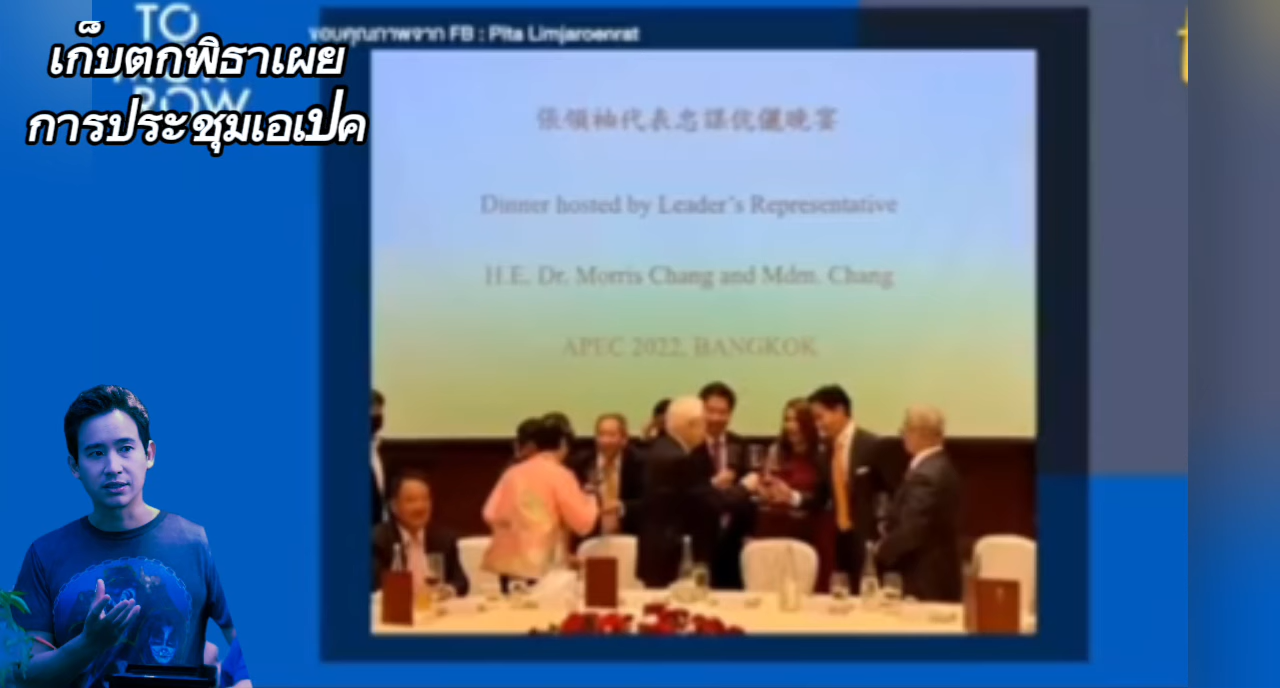 TO
ขอบคุณภาพจาก FB : Pita Limjaroenrat
เก็บตกพิธาเผย
ROW
การประชุมเอเปค
張領袖代表忠謀伉儷晚宴
Dinner hosted by Leader's Representative
H.E. Dr. Morris Chang and Mdm. Chang
APEC 2022, BANGKOK